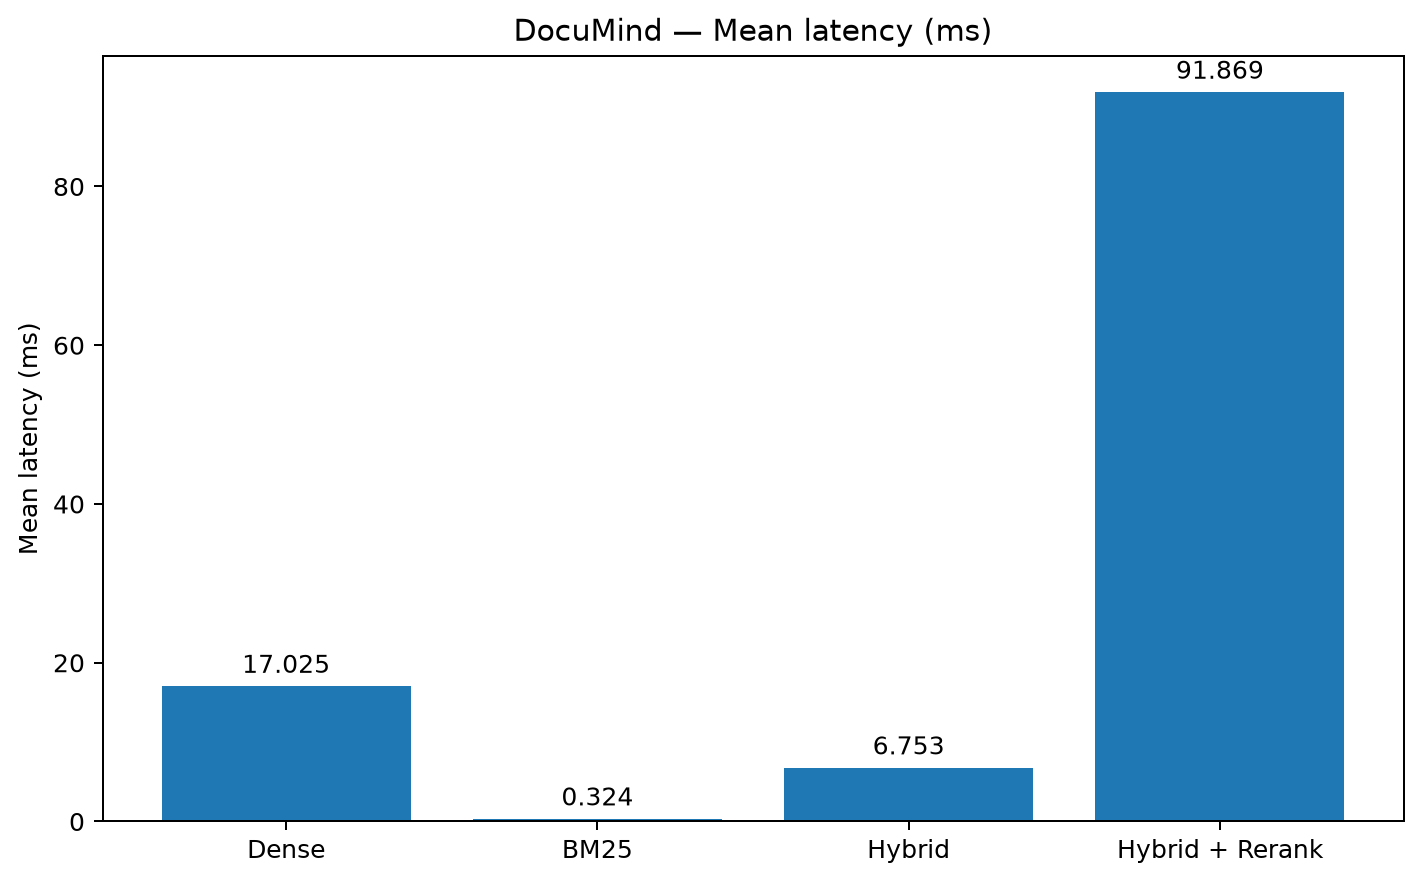 DocuMind — Mean latency (ms)
Mean latency (ms)
80
60
40
20
0
17.025
0.324
6.753
91.869
Dense
BM25
Hybrid
Hybrid + Rerank